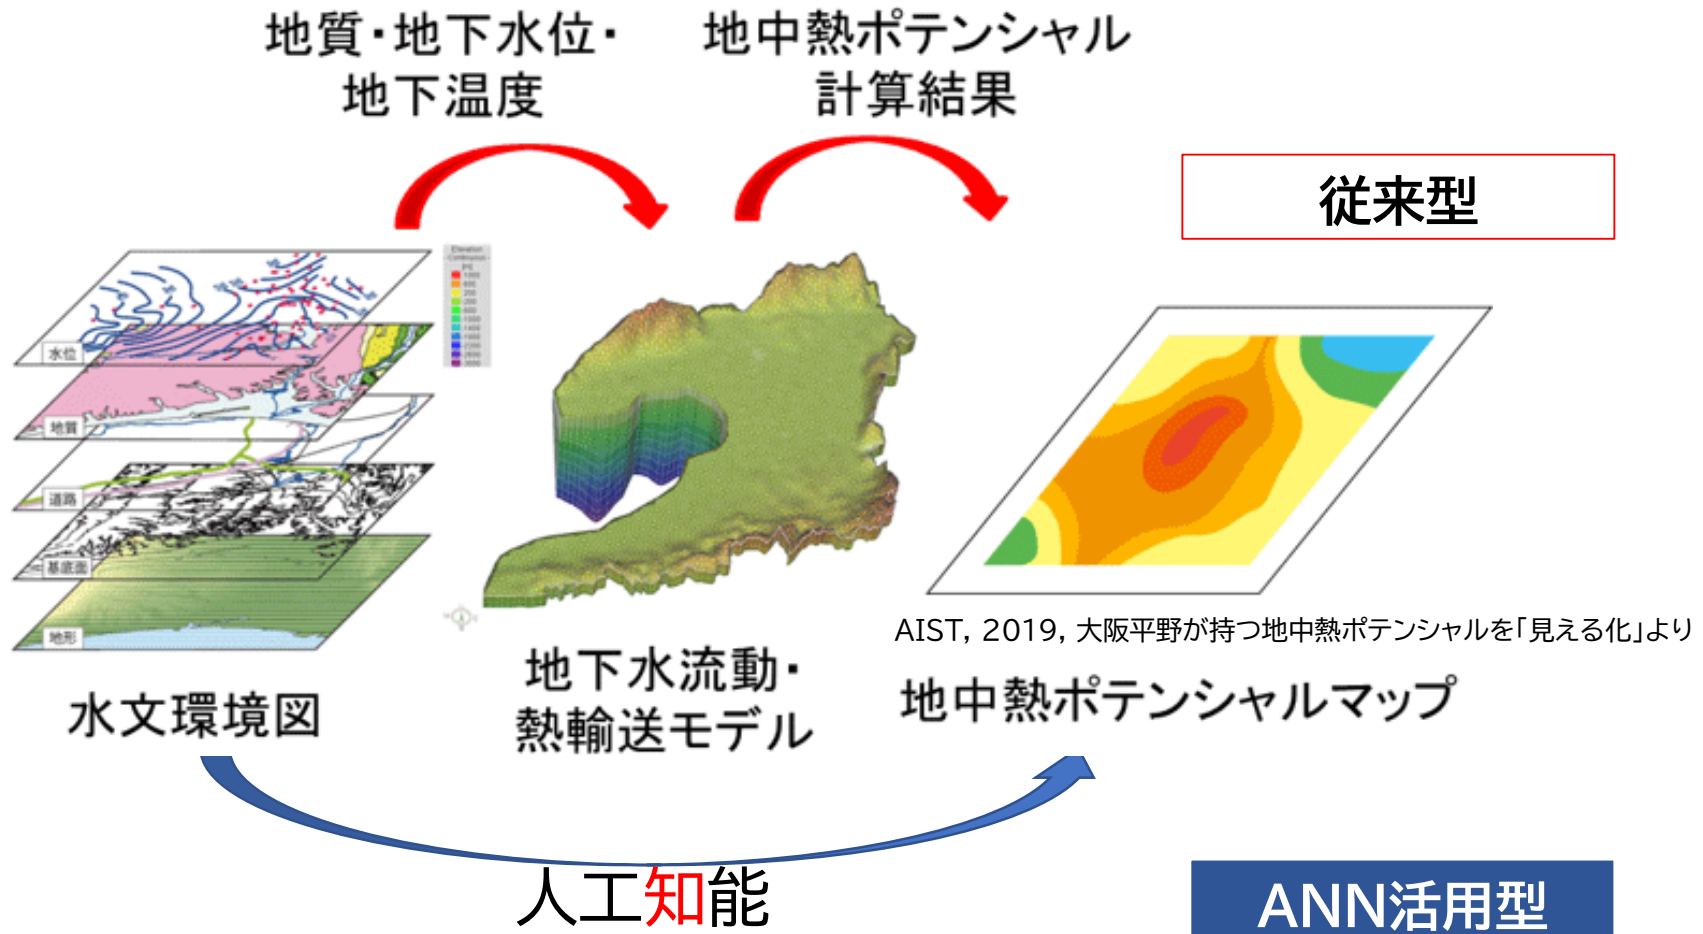 地質・地下水位・
地下温度
地中熱ポテンシャル
計算結果
従来型
水位
地質
道路
基底面
地形
水文環境図
地下水流動・
熱輸送モデル
AIST, 2019, 大阪平野が持つ地中熱ポテンシャルを「見える化」より
地中熱ポテンシャルマップ
人工知能
ANN活用型